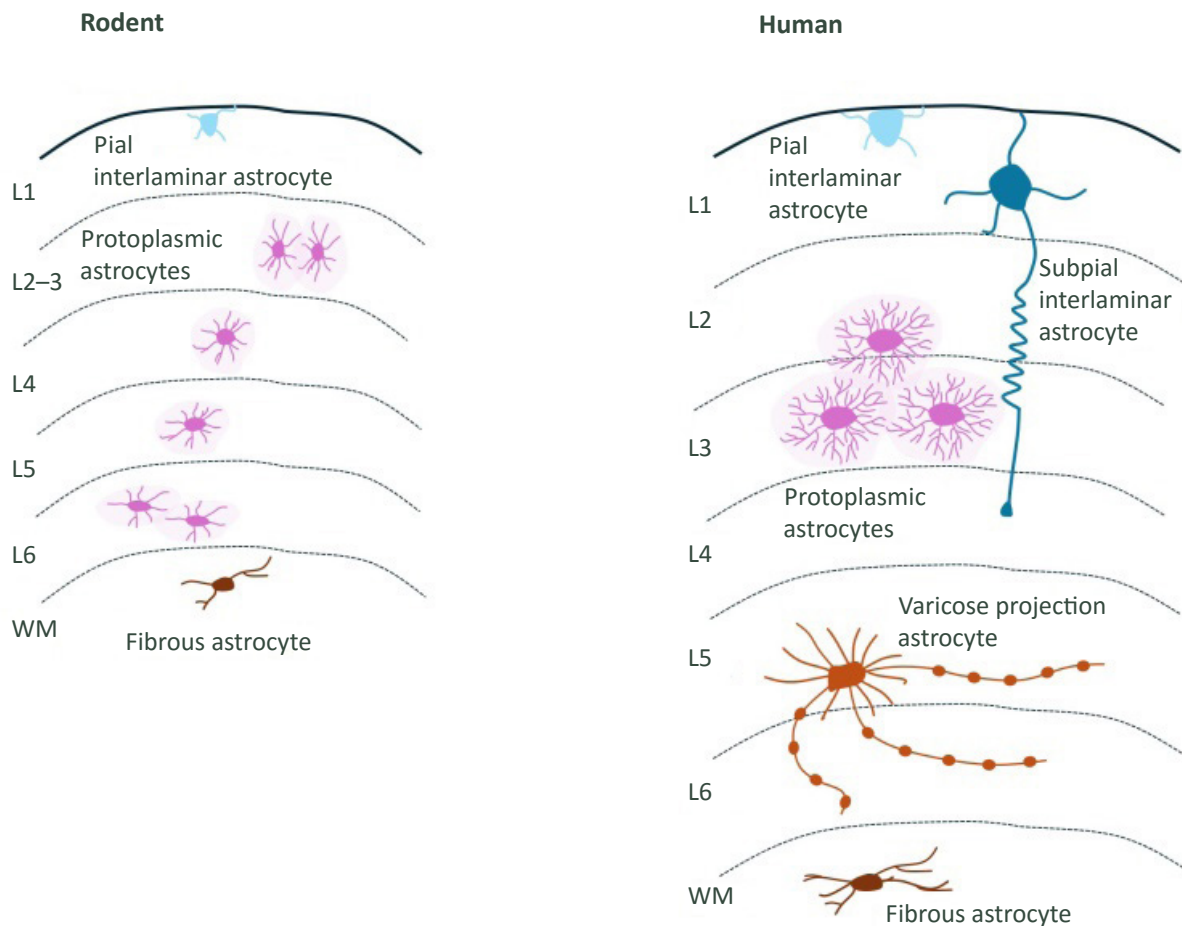 Rodent
Pial
interlaminar astrocyte
L1
Protoplasmic
astrocytes
L2–3
L4
L5
L6
WM
Fibrous astrocyte
Human
Pial
interlaminar
astrocyte
L1
Subpial
interlaminar
astrocyte
L2
L3
Protoplasmic
astrocytes
L4
Varicose projection
astrocyte
L5
L6
WM
Fibrous astrocyte